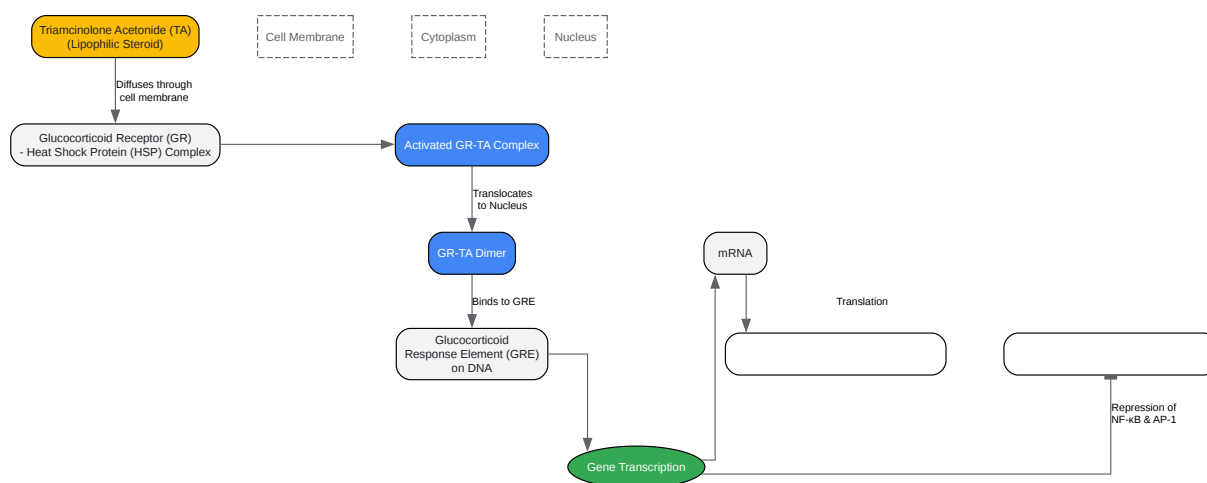 Triamcinolone Acetonide (TA)
(Lipophilic Steroid)
Cell Membrane
Cytoplasm
Nucleus
Diffuses through
cell membrane
Glucocorticoid Receptor (GR)
- Heat Shock Protein (HSP) Complex
Activated GR-TA Complex
Translocates
to Nucleus
GR-TA Dimer
mRNA
Binds to GRE
Translation
Glucocorticoid
Response Element (GRE)
on DNA
Repression of
NF-κB & AP-1
Gene Transcription